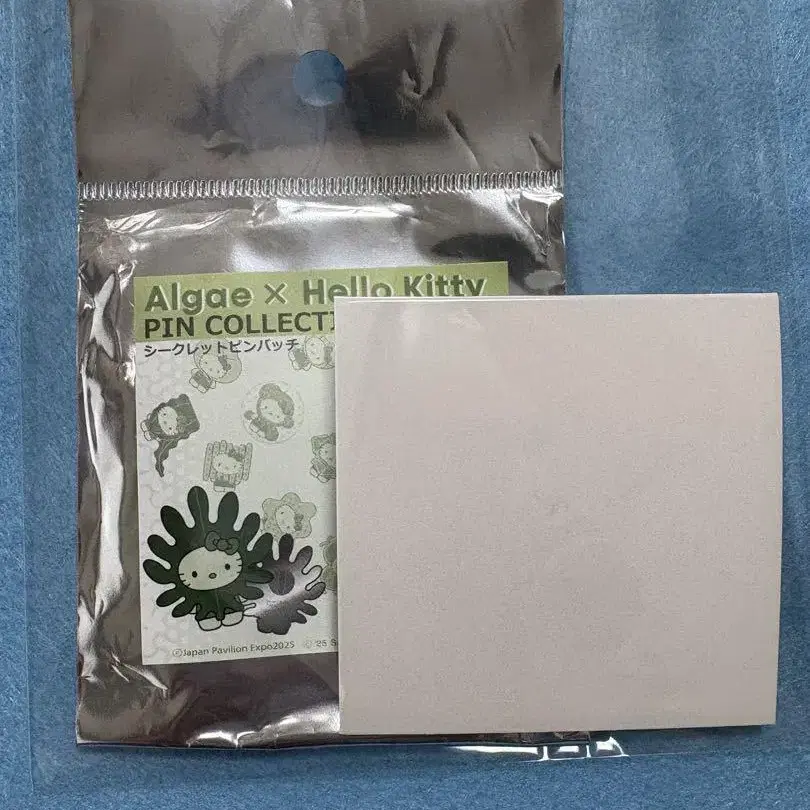 Algae × Hello Kitty
PIN COLLECTI
シークレットピンバッチ
©Japan Pavilion Expo2025 © '25 S